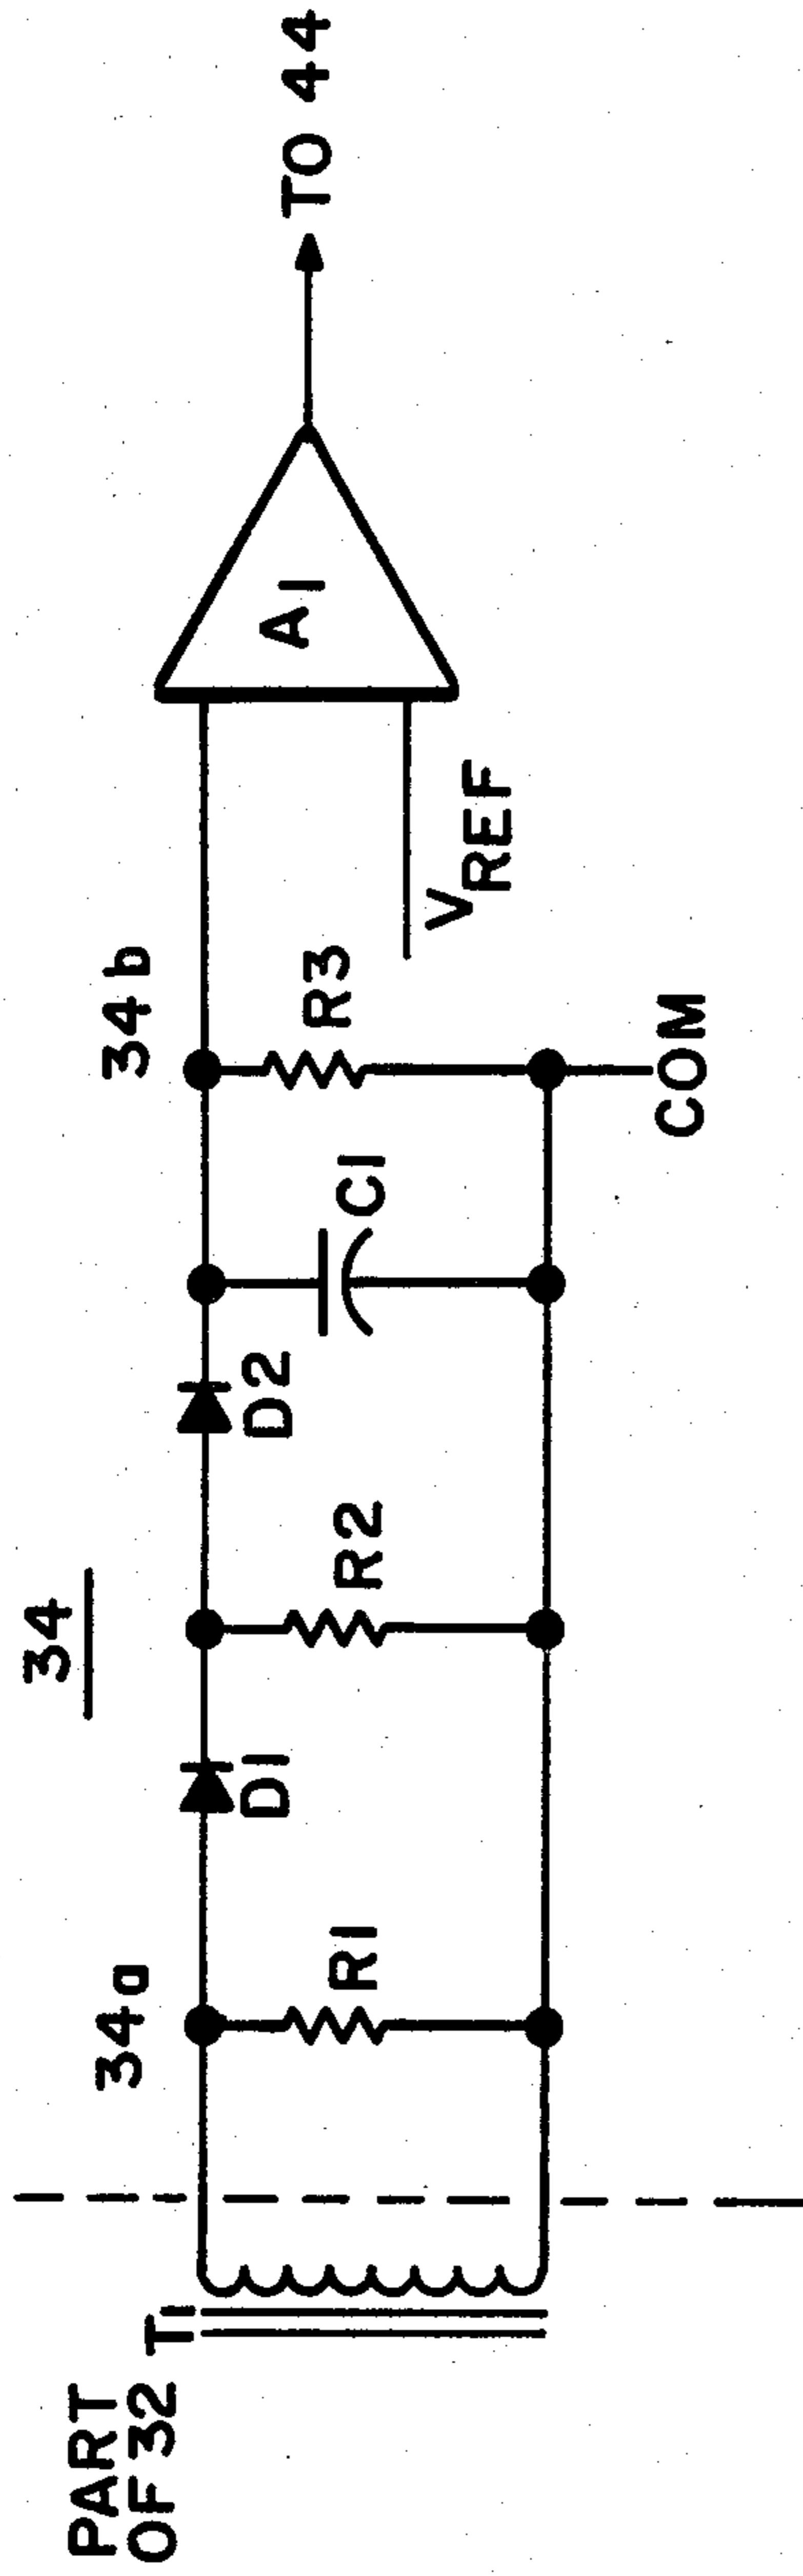 34
34a
34b
PART
OF 32
T1
R1
D1
R2
D2
C1
R3
VREF
A1
TO 44
COM